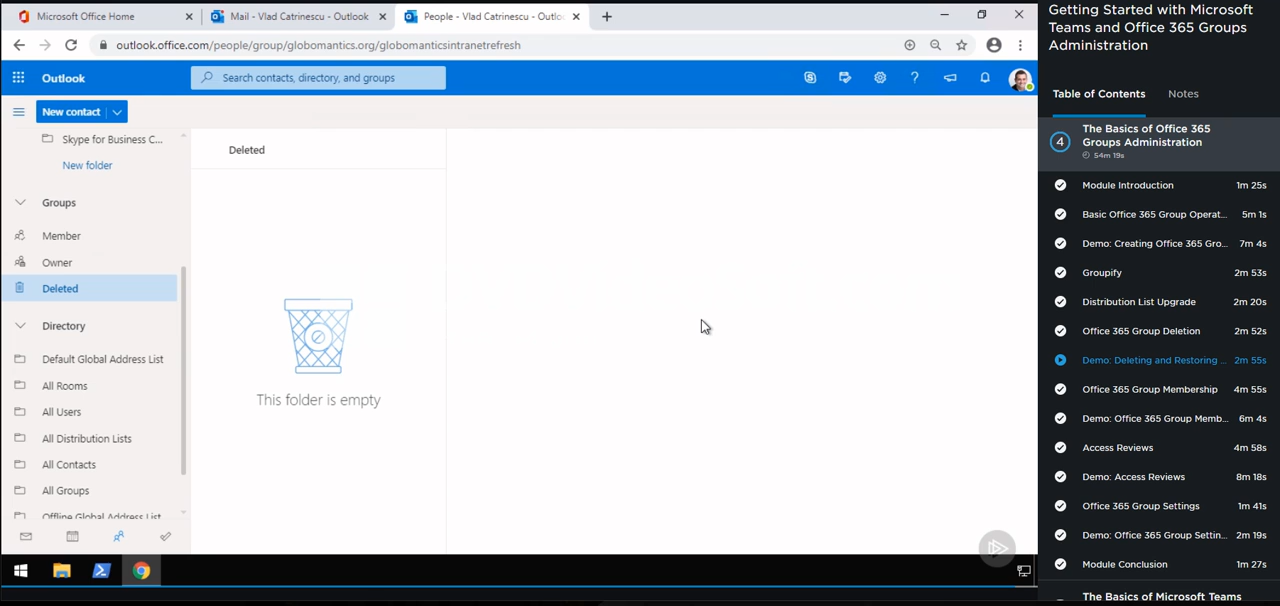 Microsoft Office Home
Mail - Vlad Catrinescu - Outlook
People - Vlad Catrinescu - Outlo
outlook.office.com/people/group/globomantics.org/globomanticsintranetrefresh
Outlook
Search contacts, directory, and groups
New contact
Skype for Business C...
New folder
Groups
Member
Owner
Deleted
Directory
Default Global Address List
All Rooms
All Users
All Distribution Lists
All Contacts
All Groups
Offline Global Address List
Deleted
This folder is empty
Getting Started with Microsoft
Teams and Office 365 Groups
Administration
Table of Contents
Notes
4
The Basics of Office 365
Groups Administration
54m 19s
Module Introduction 1m 25s
Basic Office 365 Group Operat... 5m 1s
Demo: Creating Office 365 Gro... 7m 4s
Groupify 2m 53s
Distribution List Upgrade 2m 20s
Office 365 Group Deletion 2m 52s
Demo: Deleting and Restoring ... 2m 55s
Office 365 Group Membership 4m 55s
Demo: Office 365 Group Memb... 6m 4s
Access Reviews 4m 58s
Demo: Access Reviews 8m 18s
Office 365 Group Settings 1m 41s
Demo: Office 365 Group Settin... 2m 19s
Module Conclusion 1m 27s
The Basics of Microsoft Teams